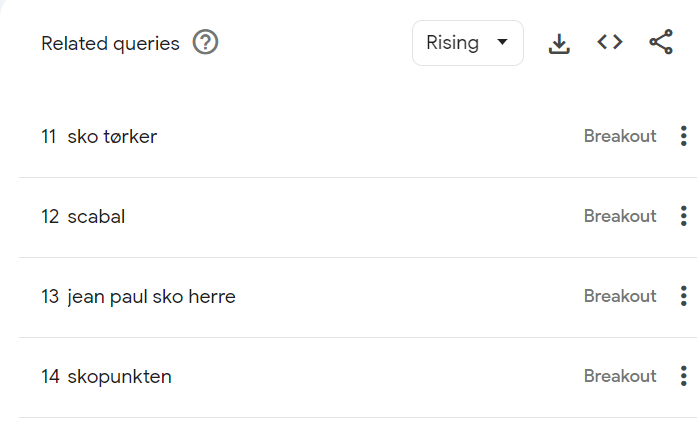 Related queries
Rising
11 sko tørker Breakout
12 scabal Breakout
13 jean paul sko herre Breakout
14 skopunkten Breakout